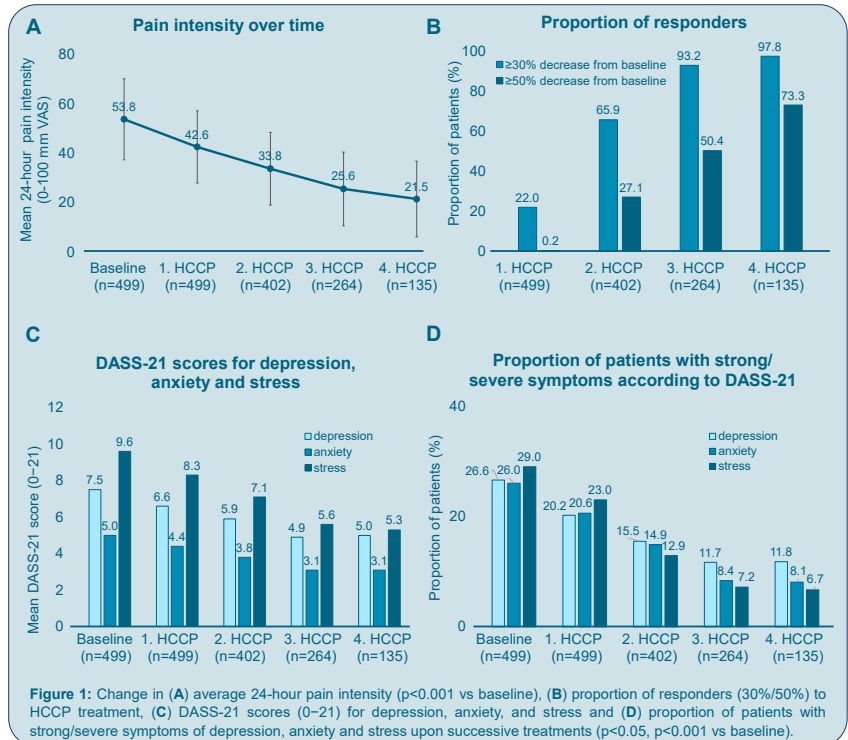 A
Pain intensity over time
Mean 24-hour pain intensity
(0-100 mm VAS)
80
60
40
20
0
53.8
42.6
33.8
25.6
21.5
Baseline
(n=499)
1. HCCP
(n=499)
2. HCCP
(n=402)
3. HCCP
(n=264)
4. HCCP
(n=135)
B
Proportion of responders
Proportion of patients (%)
100
80
60
40
20
0
≥30% decrease from baseline
≥50% decrease from baseline
22.0
0.2
65.9
27.1
93.2
50.4
97.8
73.3
1. HCCP
(n=499)
2. HCCP
(n=402)
3. HCCP
(n=264)
4. HCCP
(n=135)
C
DASS-21 scores for depression,
anxiety and stress
Mean DASS-21 score (0−21)
12
10
8
6
4
2
0
depression
anxiety
stress
7.5
5.0
9.6
6.6
4.4
8.3
5.9
3.8
7.1
4.9
3.1
5.6
5.0
3.1
5.3
Baseline
(n=499)
1. HCCP
(n=499)
2. HCCP
(n=402)
3. HCCP
(n=264)
4. HCCP
(n=135)
D
Proportion of patients with strong/
severe symptoms according to DASS-21
Proportion of patients (%)
40
20
0
depression
anxiety
stress
26.6
26.0
29.0
20.2
20.6
23.0
15.5
14.9
12.9
11.7
8.4
7.2
11.8
8.1
6.7
Baseline
(n=499)
1. HCCP
(n=499)
2. HCCP
(n=402)
3. HCCP
(n=264)
4. HCCP
(n=135)
Figure 1: Change in (A) average 24-hour pain intensity (p<0.001 vs baseline), (B) proportion of responders (30%/50%) to
HCCP treatment, (C) DASS-21 scores (0−21) for depression, anxiety, and stress and (D) proportion of patients with
strong/severe symptoms of depression, anxiety and stress upon successive treatments (p<0.05, p<0.001 vs baseline).